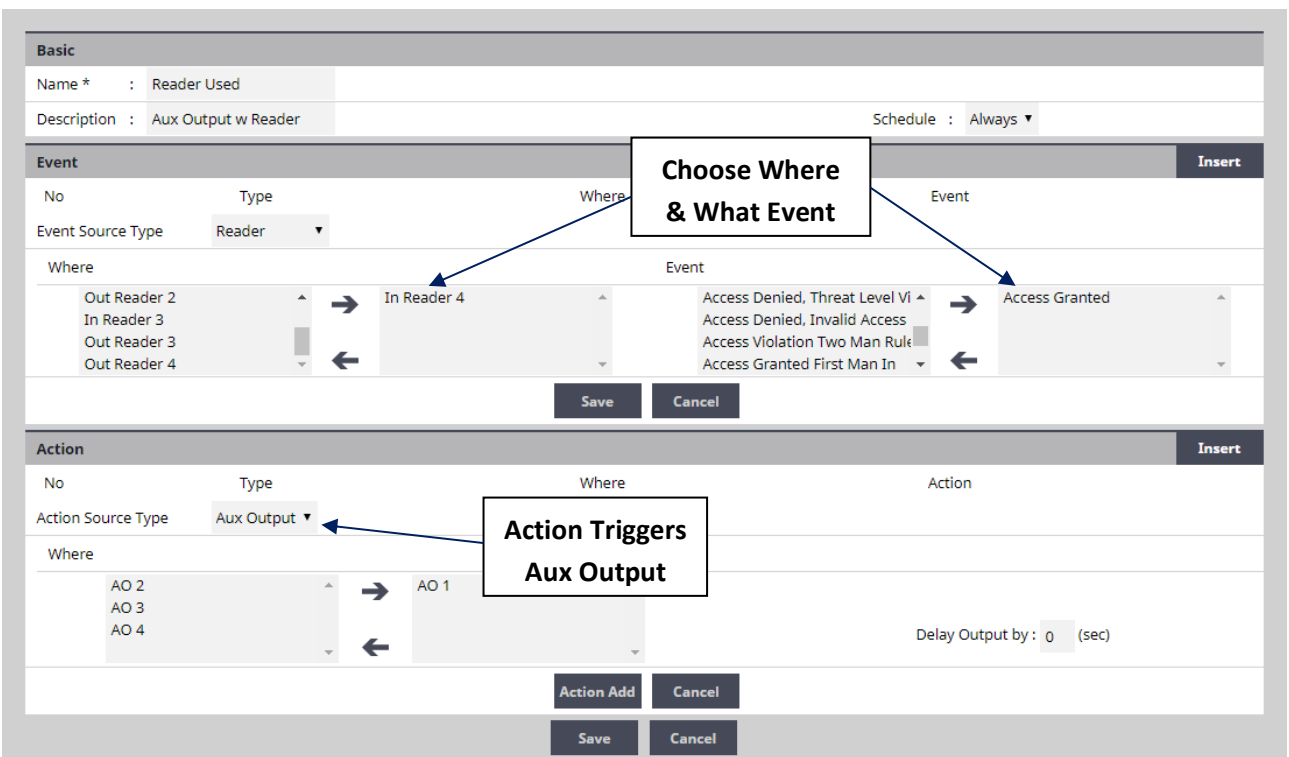 Basic
Name * : Reader Used
Description : Aux Output w Reader Schedule : Always
Event Insert
Choose Where
& What Event
No Type Where Event
Event Source Type Reader
Where Event
Out Reader 2 In Reader 4 Access Denied, Threat Level Vi Access Granted
In Reader 3 Access Denied, Invalid Access
Out Reader 3 Access Violation Two Man Rule
Out Reader 4 Access Granted First Man In
Save Cancel
Action Insert
No Type Where Action
Action Source Type Aux Output
Action Triggers
Aux Output
Where
AO 2 AO 1
AO 3
AO 4 Delay Output by : 0 (sec)
Action Add Cancel
Save Cancel